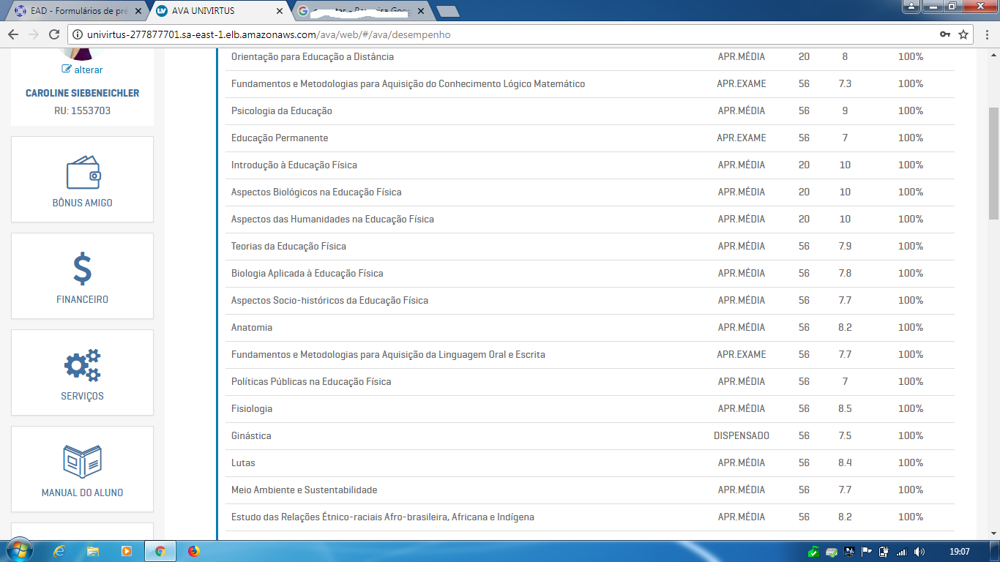 EAD - Formulários de pré
AVA UNIVIRTUS
univirtus-277877701.sa-east-1.elb.amazonaws.com/ava/web/#/ava/desempenho
alterar
CAROLINE SIEBENEICHLER
RU: 1553703
BÔNUS AMIGO
FINANCEIRO
SERVIÇOS
MANUAL DO ALUNO
Orientação para Educação a Distância APR.MÉDIA 20 8 100%
Fundamentos e Metodologias para Aquisição do Conhecimento Lógico Matemático APR.EXAME 56 7.3 100%
Psicologia da Educação APR.MÉDIA 56 9 100%
Educação Permanente APR.EXAME 56 7 100%
Introdução à Educação Física APR.MÉDIA 20 10 100%
Aspectos Biológicos na Educação Física APR.MÉDIA 20 10 100%
Aspectos das Humanidades na Educação Física APR.MÉDIA 20 10 100%
Teorias da Educação Física APR.MÉDIA 56 7.9 100%
Biologia Aplicada à Educação Física APR.MÉDIA 56 7.8 100%
Aspectos Socio-históricos da Educação Física APR.MÉDIA 56 7.7 100%
Anatomia APR.MÉDIA 56 8.2 100%
Fundamentos e Metodologias para Aquisição da Linguagem Oral e Escrita APR.EXAME 56 7.7 100%
Políticas Públicas na Educação Física APR.MÉDIA 56 7 100%
Fisiologia APR.MÉDIA 56 8.5 100%
Ginástica DISPENSADO 56 7.5 100%
Lutas APR.MÉDIA 56 8.4 100%
Meio Ambiente e Sustentabilidade APR.MÉDIA 56 7.7 100%
Estudo das Relações Étnico-raciais Afro-brasileira, Africana e Indígena APR.MÉDIA 56 8.2 100%
19:07